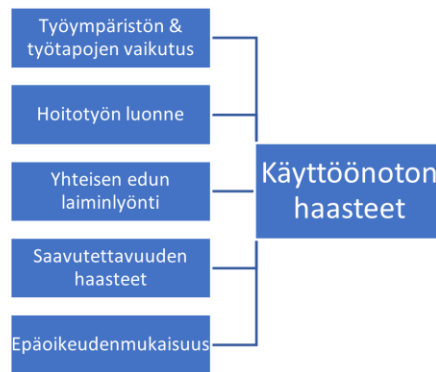 Työympäristön &
työtapojen vaikutus
Hoitotyön luonne
Yhteisen edun
laiminlyönti
Saavutettavuuden
haasteet
Epäoikeudenmukaisuus
Käyttöönoton
haasteet